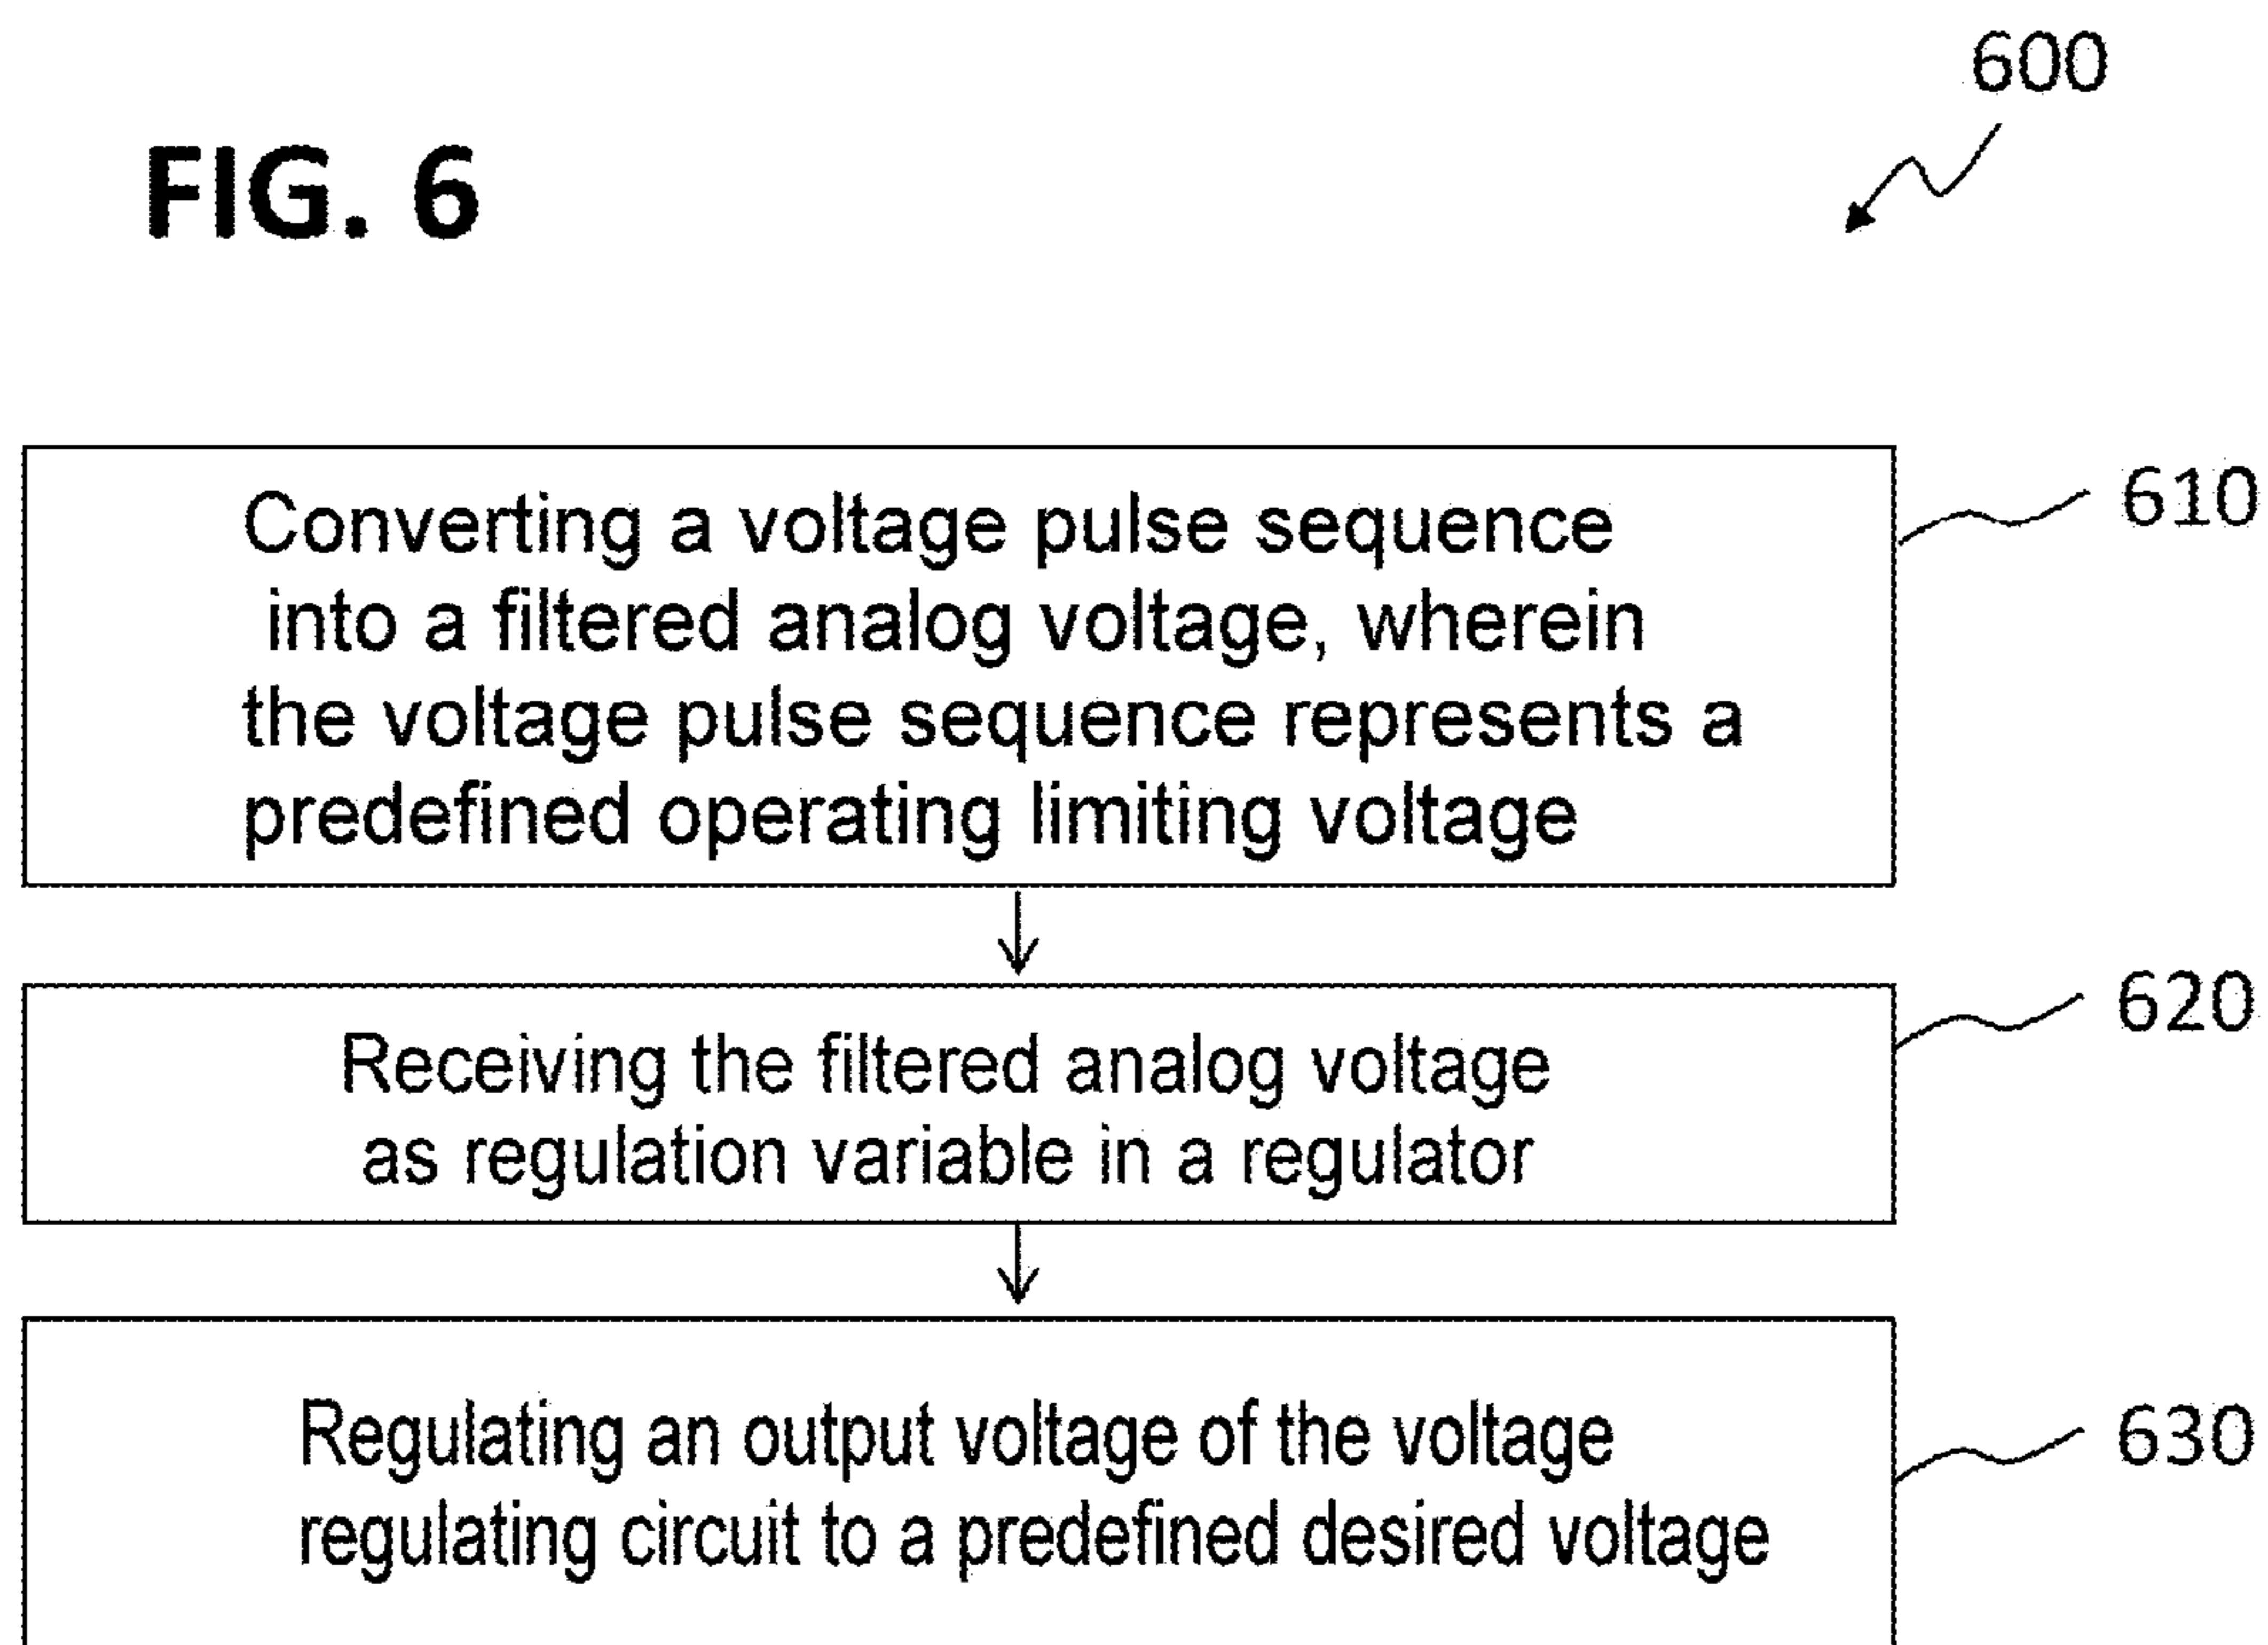 600
FIG. 6
Converting a voltage pulse sequence
into a filtered analog voltage, wherein
the voltage pulse sequence represents a
predefined operating limiting voltage
610
Receiving the filtered analog voltage
as regulation variable in a regulator
620
Regulating an output voltage of the voltage
regulating circuit to a predefined desired voltage
630